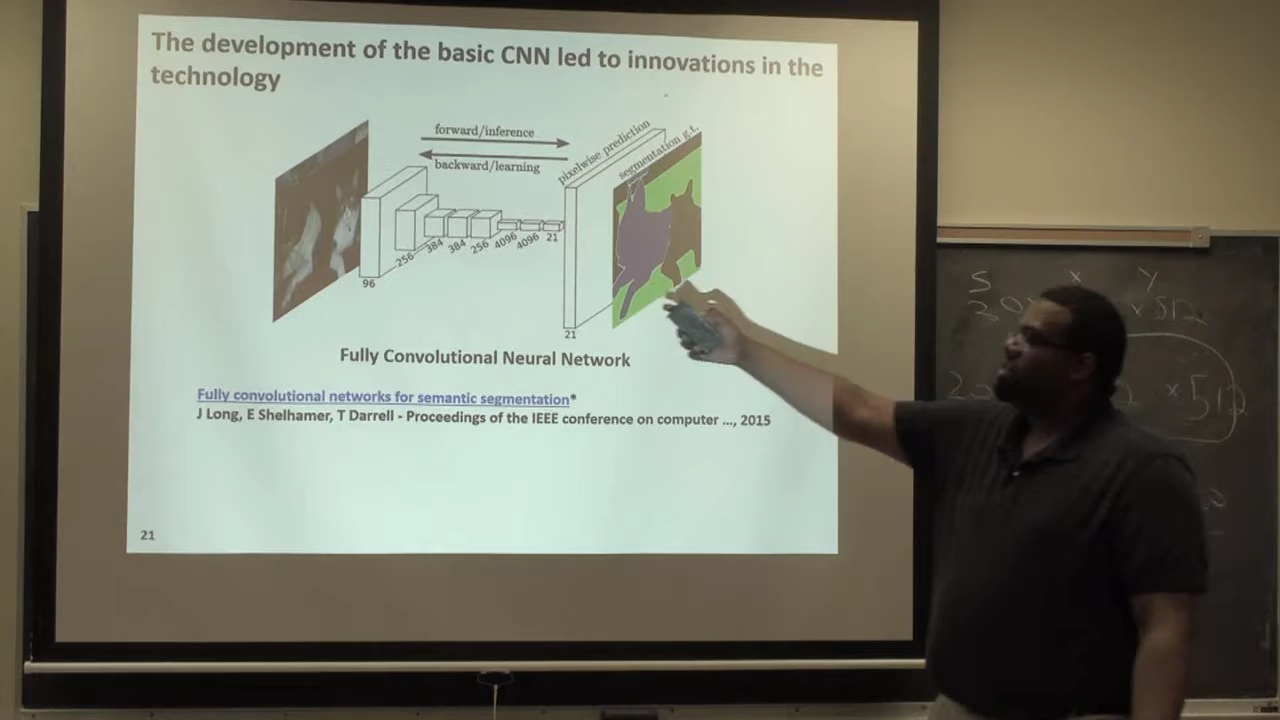 The development of the basic CNN led to innovations in the
technology
forward/inference
backward/learning
pixelwise prediction
segmentation g.t.
96
256
384
384
256
4096
4096
21
21
Fully Convolutional Neural Network
Fully convolutional networks for semantic segmentation*
J Long, E Shelhamer, T Darrell - Proceedings of the IEEE conference on computer ..., 2015
21
S X Y
x 512
x 512